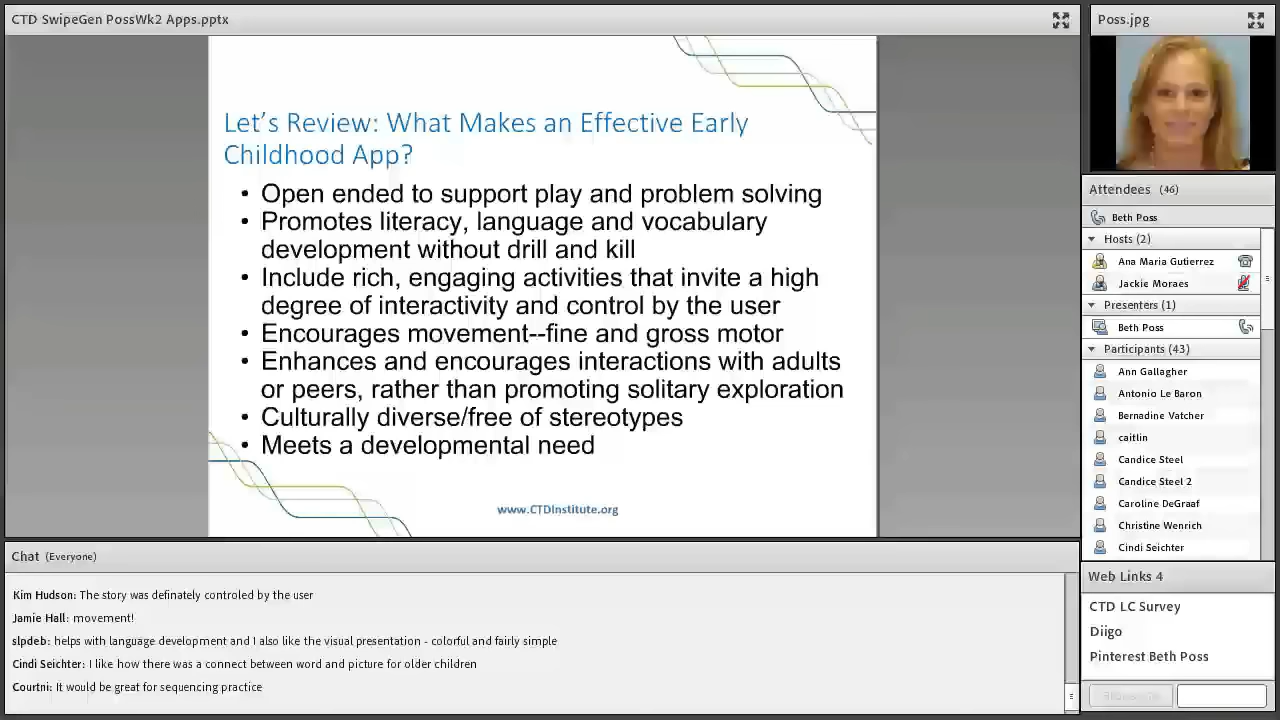 CTD SwipeGen PossWk2 Apps.pptx
Let's Review: What Makes an Effective Early
Childhood App?
• Open ended to support play and problem solving
• Promotes literacy, language and vocabulary
development without drill and kill
• Include rich, engaging activities that invite a high
degree of interactivity and control by the user
• Encourages movement--fine and gross motor
• Enhances and encourages interactions with adults
or peers, rather than promoting solitary exploration
• Culturally diverse/free of stereotypes
• Meets a developmental need
www.CTDInstitute.org
Chat (Everyone)
Kim Hudson: The story was definately controled by the user
Jamie Hall: movement!
slpdeb: helps with language development and I also like the visual presentation - colorful and fairly simple
Cindi Seichter: I like how there was a connect between word and picture for older children
Courtni: It would be great for sequencing practice
Poss.jpg
Attendees (46)
Beth Poss
Hosts (2)
Ana Maria Gutierrez
Jackie Moraes
Presenters (1)
Beth Poss
Participants (43)
Ann Gallagher
Antonio Le Baron
Bernadine Vatcher
caitlin
Candice Steel
Candice Steel 2
Caroline DeGraaf
Christine Wenrich
Cindi Seichter
Web Links 4
CTD LC Survey
Diigo
Pinterest Beth Poss